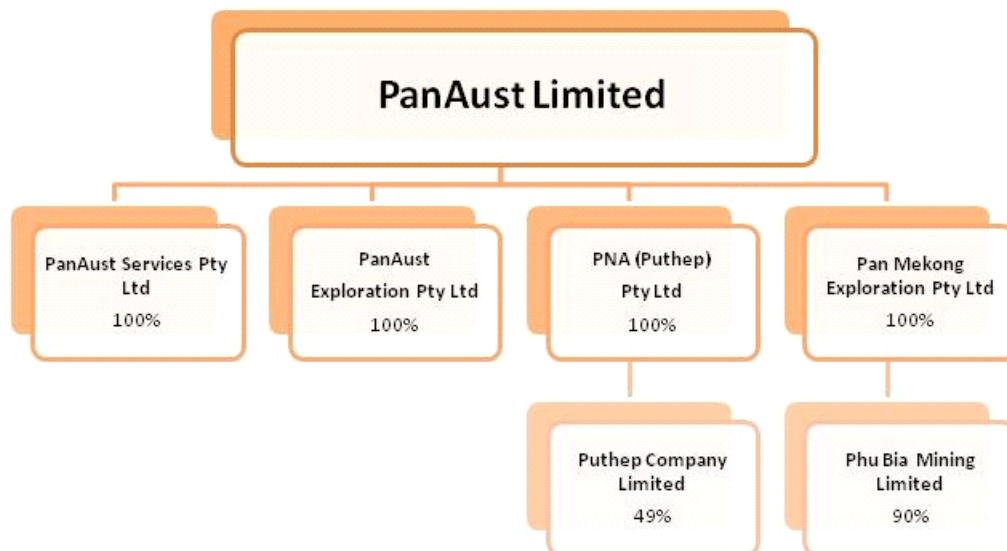 PanAust Limited
PanAust Services Pty
Ltd
100%
PanAust
Exploration Pty Ltd
100%
PNA (Puthep)
Pty Ltd
100%
Pan Mekong
Exploration Pty Ltd
100%
Puthep Company
Limited
49%
Phu Bia Mining
Limited
90%